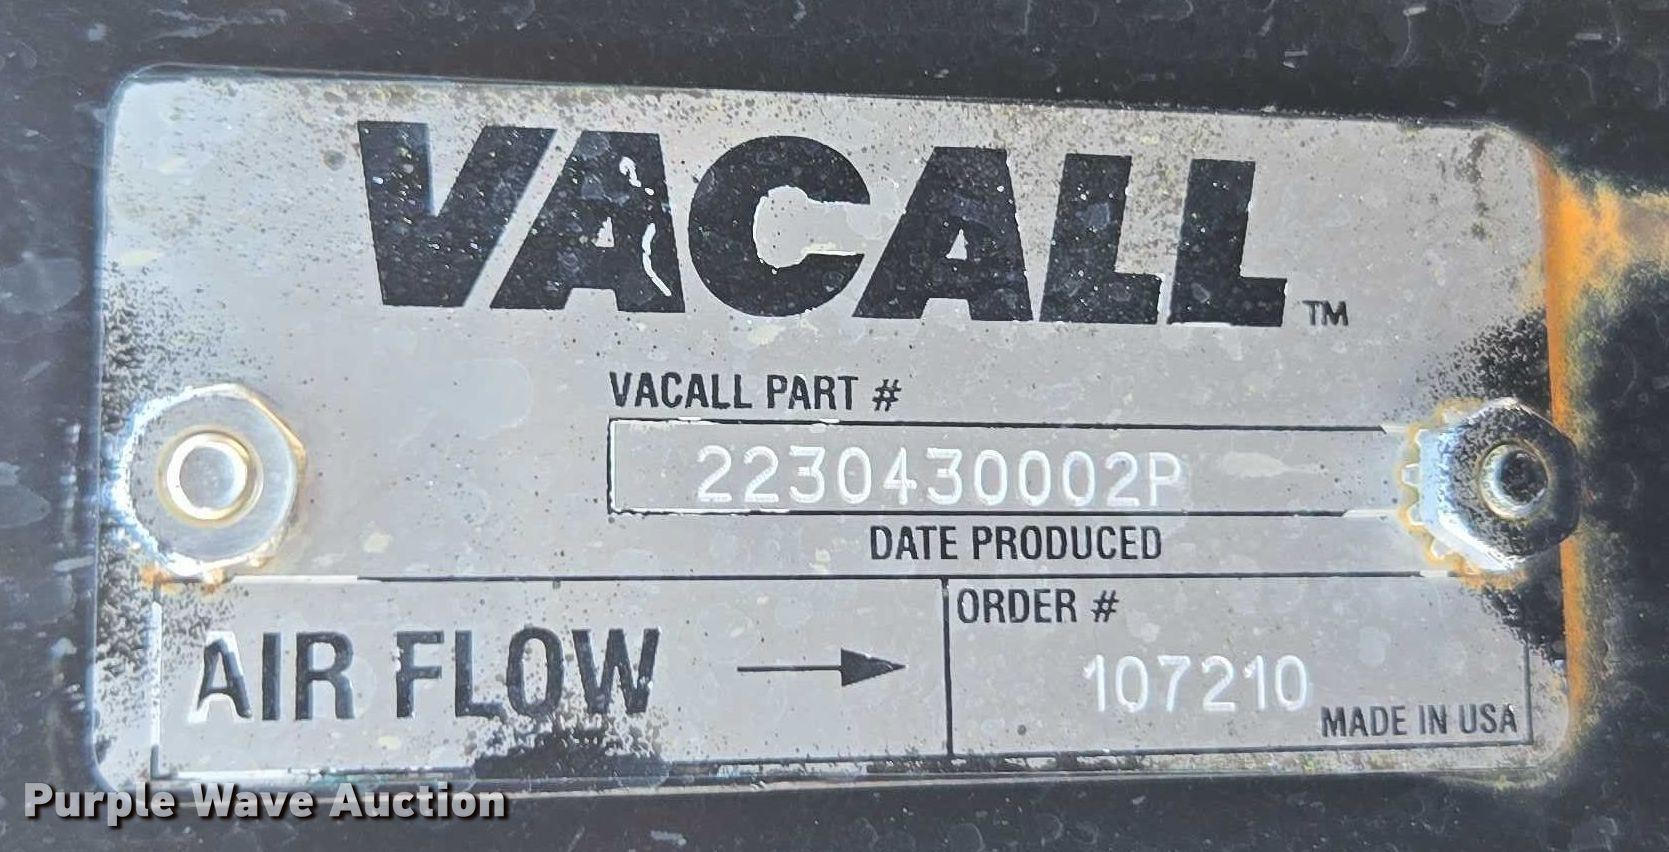 VACALL™
VACALL PART #
2230430002P
DATE PRODUCED
AIR FLOW →
ORDER #
107210
MADE IN USA
Purple Wave Auction